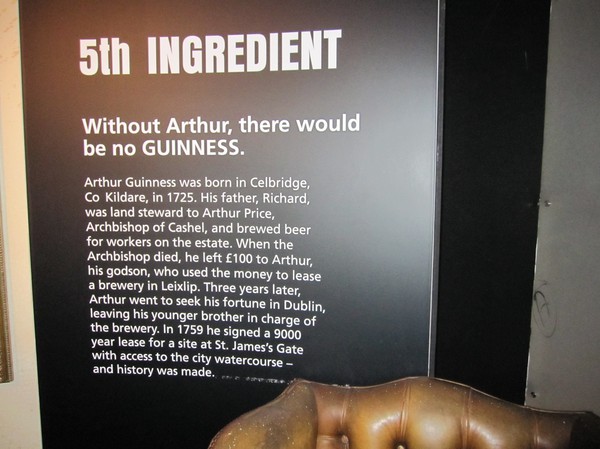 5th INGREDIENT
Without Arthur, there would
be no GUINNESS.
Arthur Guinness was born in Celbridge,
Co Kildare, in 1725. His father, Richard,
was land steward to Arthur Price,
Archbishop of Cashel, and brewed beer
for workers on the estate. When the
Archbishop died, he left £100 to Arthur,
his godson, who used the money to lease
a brewery in Leixlip. Three years later,
Arthur went to seek his fortune in Dublin,
leaving his younger brother in charge of
the brewery. In 1759 he signed a 9000
year lease for a site at St. James's Gate
with access to the city watercourse –
and history was made.